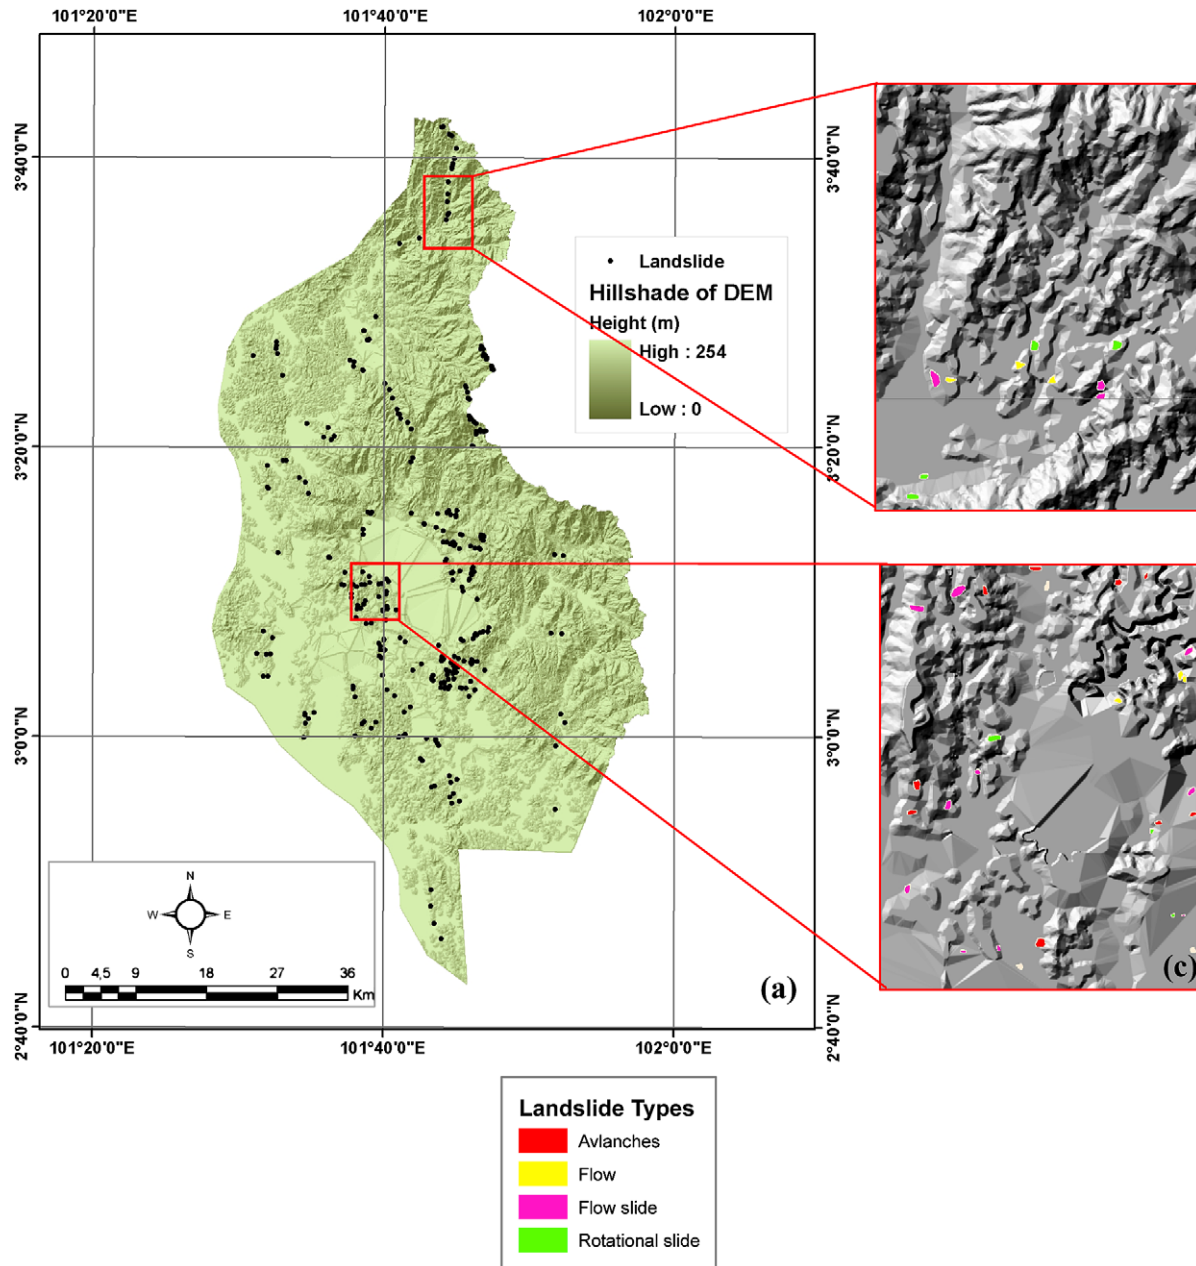 101°20'0"E
101°40'0"E
102°0'0"E
3°40'0"N
3°40'0"N
Landslide
Hillshade of DEM
Height (m)
High : 254
Low : 0
3°20'0"N
3°20'0"N
3°0'0"N
3°0'0"N
N
W
E
S
0
4,5
9
18
27
36
Km
(a)
(c)
2°40'0"N
2°40'0"N
101°20'0"E
101°40'0"E
102°0'0"E
Landslide Types
Avlanches
Flow
Flow slide
Rotational slide